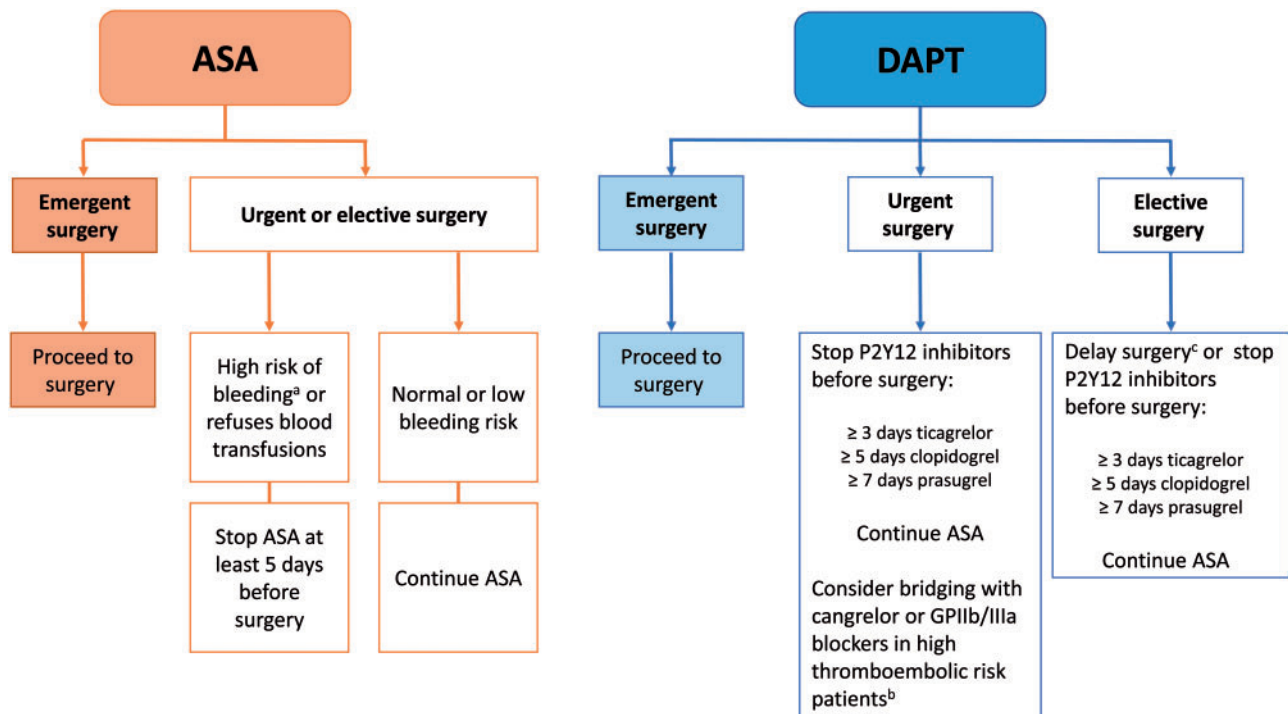 ASA
Emergent
surgery
Proceed to
surgery
Urgent or elective surgery
High risk of
bleedingᵃ or
refuses blood
transfusions
Stop ASA at
least 5 days
before
surgery
Normal or low
bleeding risk
Continue ASA
DAPT
Emergent
surgery
Proceed to
surgery
Urgent
surgery
Stop P2Y12 inhibitors
before surgery:
≥ 3 days ticagrelor
≥ 5 days clopidogrel
≥ 7 days prasugrel
Continue ASA
Consider bridging with
cangrelor or GPIIb/IIIa
blockers in high
thromboembolic risk
patientsᵇ
Elective
surgery
Delay surgeryᶜ or stop
P2Y12 inhibitors
before surgery:
≥ 3 days ticagrelor
≥ 5 days clopidogrel
≥ 7 days prasugrel
Continue ASA